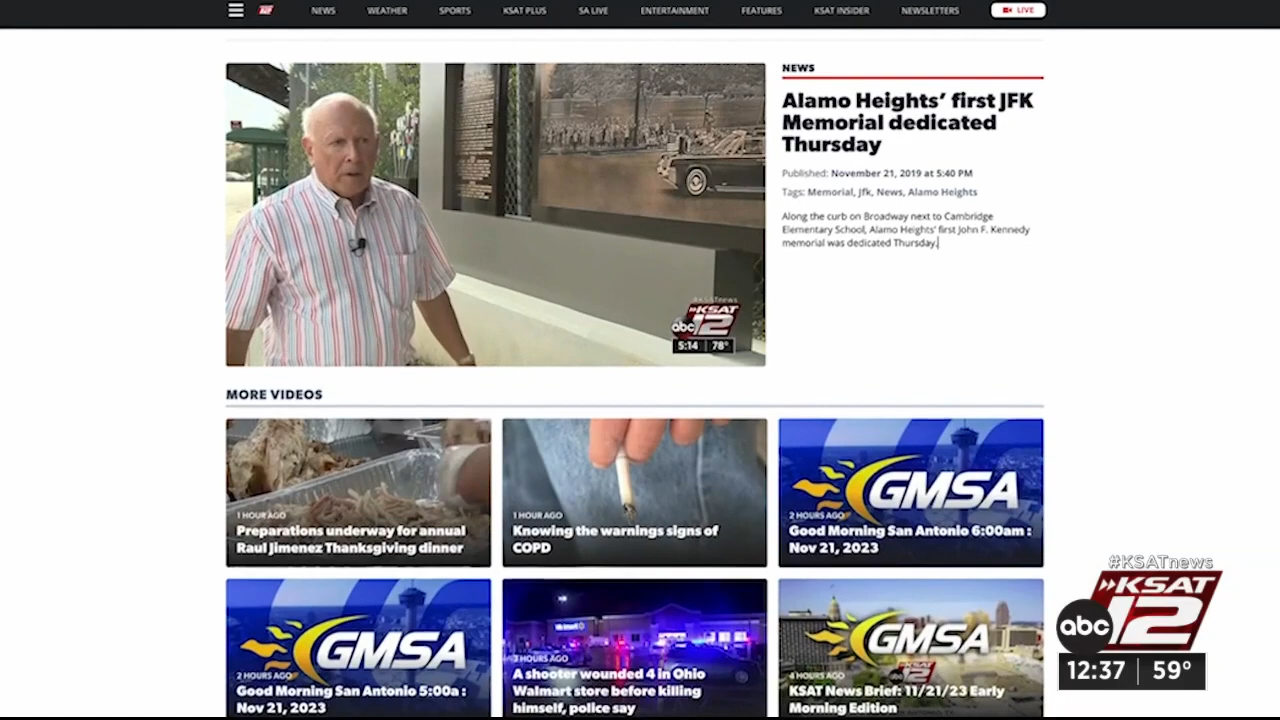 NEWS WEATHER SPORTS KSAT PLUS SA LIVE ENTERTAINMENT FEATURES KSAT INSIDER NEWSLETTERS LIVE
NEWS
Alamo Heights’ first JFK
Memorial dedicated
Thursday
Published: November 21, 2019 at 5:40 PM
Tags: Memorial, Jfk, News, Alamo Heights
Along the curb on Broadway next to Cambridge
Elementary School, Alamo Heights’ first John F. Kennedy
memorial was dedicated Thursday.
#KSATnews
KSAT
abc 12
5:14 78°
MORE VIDEOS
1 HOUR AGO
Preparations underway for annual
Raul Jimenez Thanksgiving dinner
1 HOUR AGO
Knowing the warnings signs of
COPD
GMSA
2 HOURS AGO
Good Morning San Antonio 6:00am :
Nov 21, 2023
GMSA
2 HOURS AGO
Good Morning San Antonio 5:00a :
Nov 21, 2023
3 HOURS AGO
A shooter wounded 4 in Ohio
Walmart store before killing
himself, police say
GMSA
KSAT
4 HOURS AGO
KSAT News Brief: 11/21/23 Early
Morning Edition
#KSATnews
KSAT
abc 12
12:37 59°